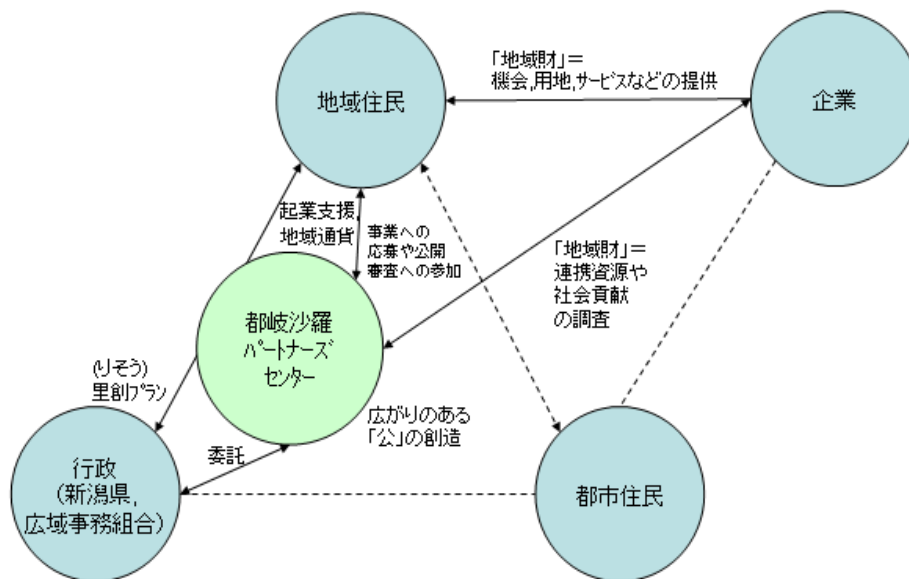 「地域財」＝
機会,用地,サービスなどの提供
地域住民
企業
起業支援,
地域通貨
事業への
応募や公開
審査への参加
「地域財」＝
連携資源や
社会貢献
の調査
都岐沙羅
パートナーズ
センター
(りそう)
里創プラン
広がりのある
「公」の創造
委託
行政
(新潟県,
広域事務組合)
都市住民